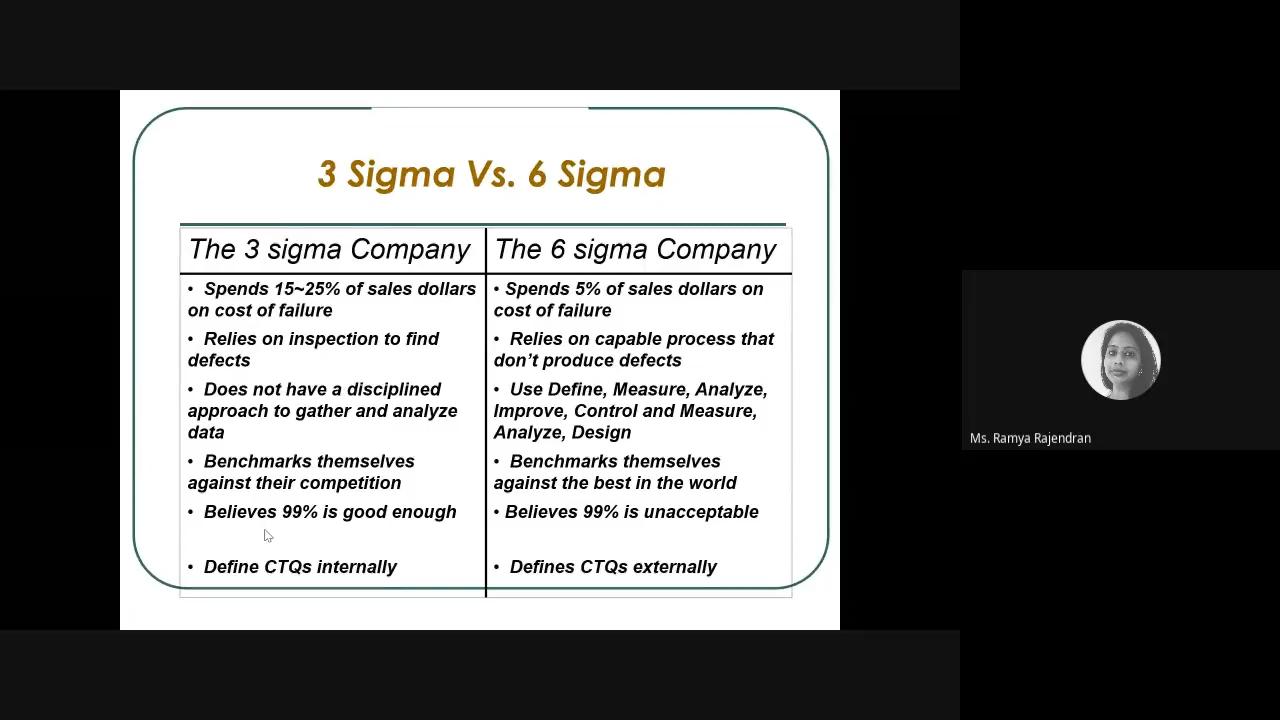 3 Sigma Vs. 6 Sigma
The 3 sigma Company
• Spends 15~25% of sales dollars
on cost of failure
• Relies on inspection to find
defects
• Does not have a disciplined
approach to gather and analyze
data
• Benchmarks themselves
against their competition
• Believes 99% is good enough
• Define CTQs internally
The 6 sigma Company
• Spends 5% of sales dollars on
cost of failure
• Relies on capable process that
don’t produce defects
• Use Define, Measure, Analyze,
Improve, Control and Measure,
Analyze, Design
• Benchmarks themselves
against the best in the world
• Believes 99% is unacceptable
• Defines CTQs externally
Ms. Ramya Rajendran